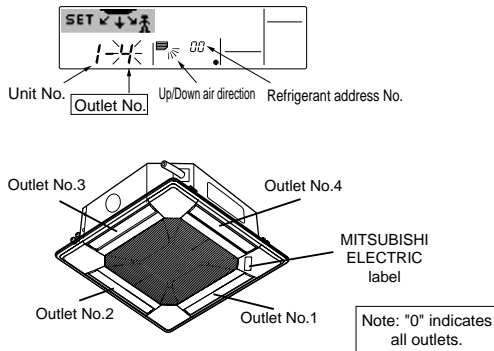 SET
1-4
00
Unit No.
Outlet No.
Up/Down air direction
Refrigerant address No.
Outlet No.3
Outlet No.4
MITSUBISHI
ELECTRIC
label
Outlet No.2
Outlet No.1
Note: "0" indicates
all outlets.